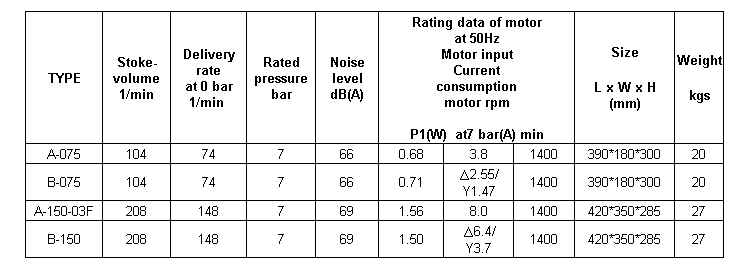 TYPE
Stoke-
volume
1/min
Delivery
rate
at 0 bar
1/min
Rated
pressure
bar
Noise
level
dB(A)
Rating data of motor
at 50Hz
Motor input
Current
consumption
motor rpm
P1(W) at7 bar(A) min
Size
L x W x H
(mm)
Weight
kgs
A-075 104 74 7 66 0.68 3.8 1400 390*180*300 20
B-075 104 74 7 66 0.71 △2.55/
Y1.47 1400 390*180*300 20
A-150-03F 208 148 7 69 1.56 8.0 1400 420*350*285 27
B-150 208 148 7 69 1.50 △6.4/
Y3.7 1400 420*350*285 27